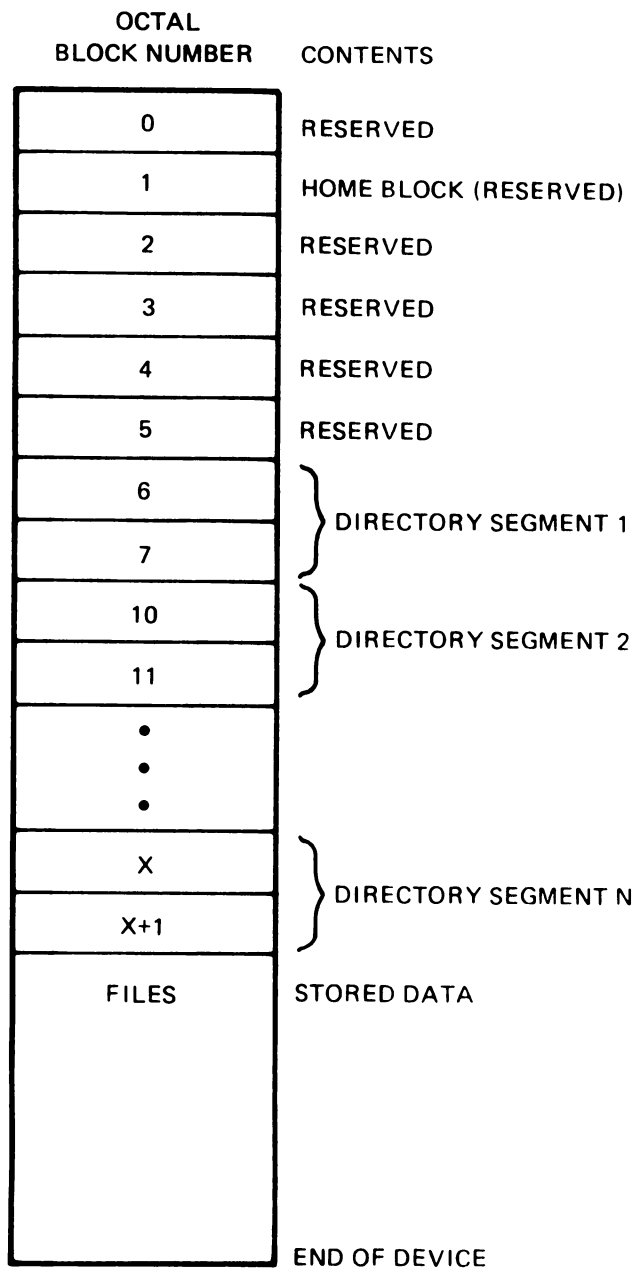 OCTAL
BLOCK NUMBER CONTENTS
0 RESERVED
1 HOME BLOCK (RESERVED)
2 RESERVED
3 RESERVED
4 RESERVED
5 RESERVED
6
DIRECTORY SEGMENT 1
7
10
DIRECTORY SEGMENT 2
11
X
DIRECTORY SEGMENT N
X+1
FILES STORED DATA
END OF DEVICE